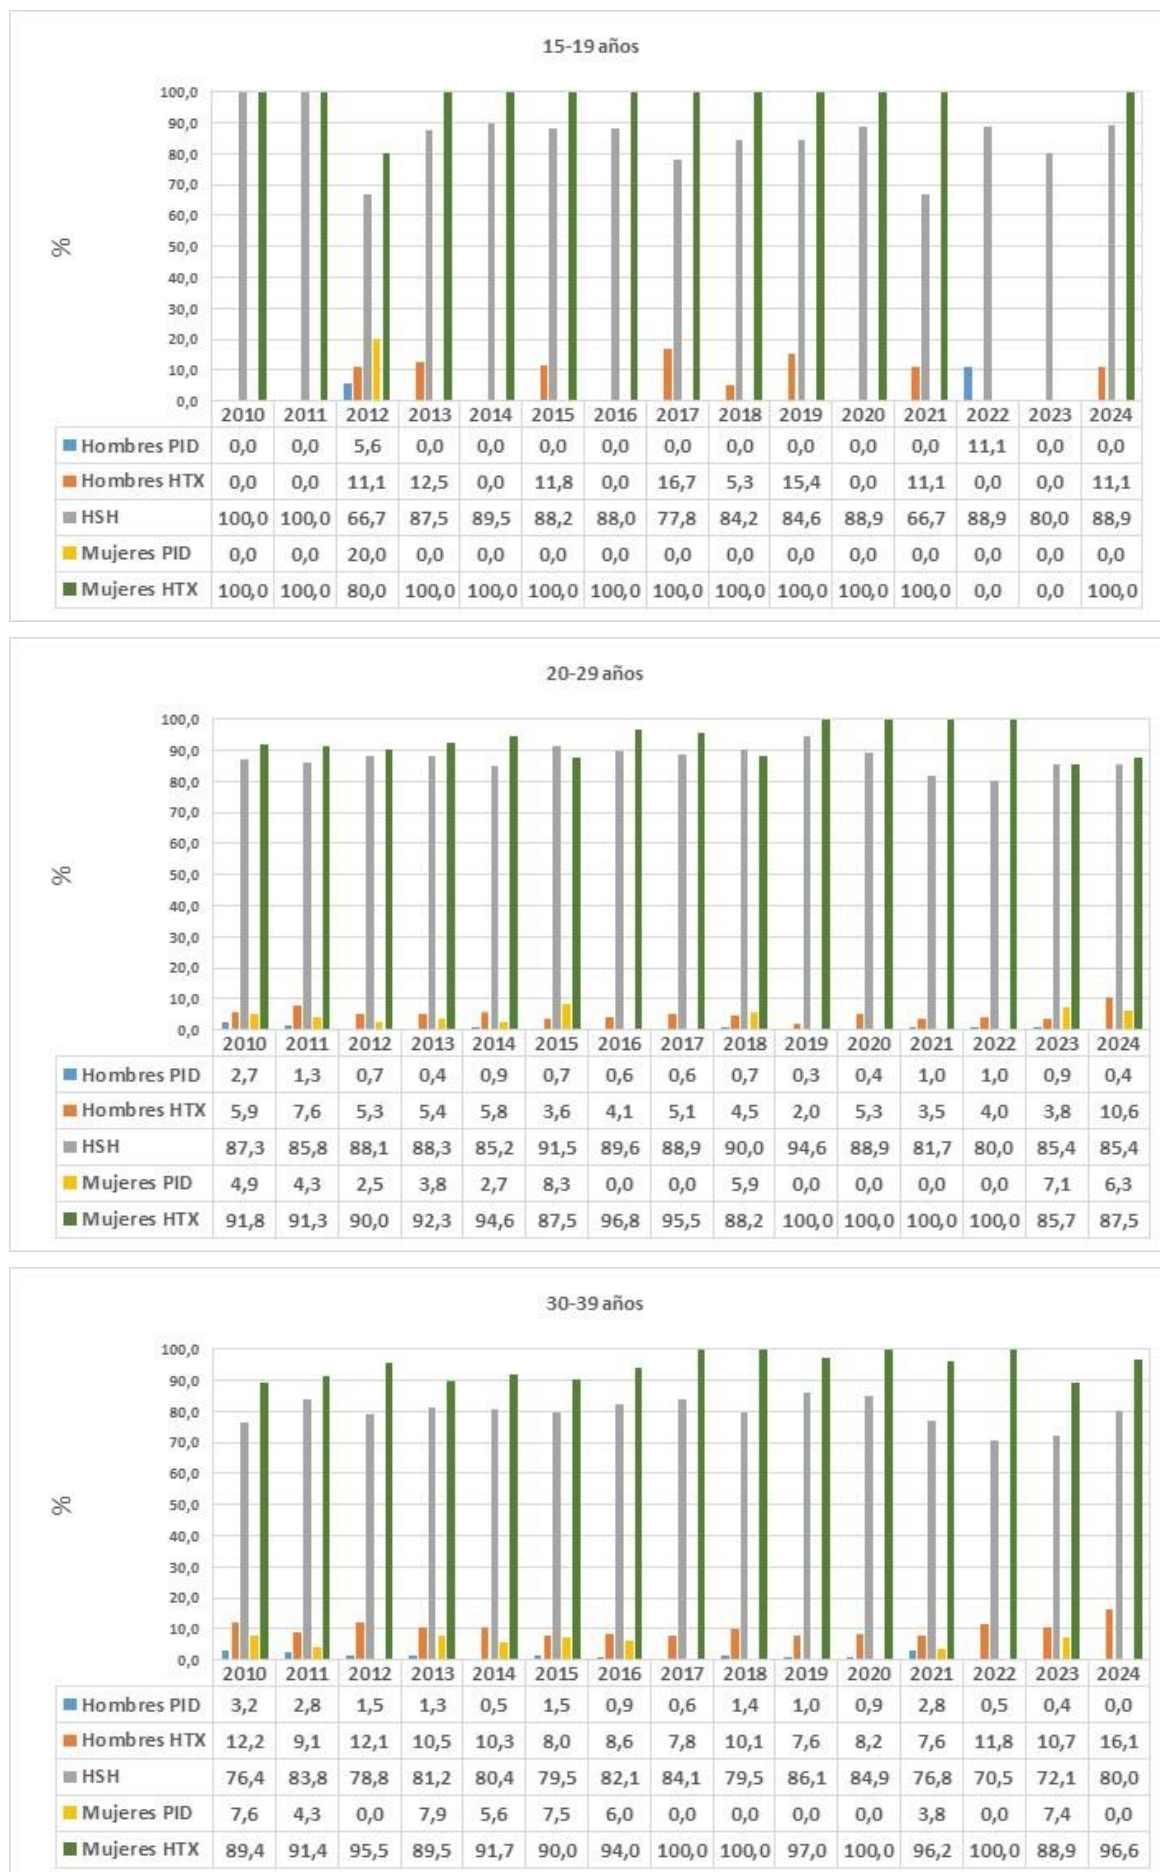 15-19 años
100,0
90,0
80,0
70,0
60,0
50,0
40,0
30,0
20,0
10,0
0,0
%
2010 2011 2012 2013 2014 2015 2016 2017 2018 2019 2020 2021 2022 2023 2024
Hombres PID 0,0 0,0 5,6 0,0 0,0 0,0 0,0 0,0 0,0 0,0 0,0 0,0 11,1 0,0 0,0
Hombres HTX 0,0 0,0 11,1 12,5 0,0 11,8 0,0 16,7 5,3 15,4 0,0 11,1 0,0 0,0 11,1
HSH 100,0 100,0 66,7 87,5 89,5 88,2 88,0 77,8 84,2 84,6 88,9 66,7 88,9 80,0 88,9
Mujeres PID 0,0 0,0 20,0 0,0 0,0 0,0 0,0 0,0 0,0 0,0 0,0 0,0 0,0 0,0 0,0
Mujeres HTX 100,0 100,0 80,0 100,0 100,0 100,0 100,0 100,0 100,0 100,0 100,0 100,0 0,0 0,0 100,0
20-29 años
100,0
90,0
80,0
70,0
60,0
50,0
40,0
30,0
20,0
10,0
0,0
%
2010 2011 2012 2013 2014 2015 2016 2017 2018 2019 2020 2021 2022 2023 2024
Hombres PID 2,7 1,3 0,7 0,4 0,9 0,7 0,6 0,6 0,7 0,3 0,4 1,0 1,0 0,9 0,4
Hombres HTX 5,9 7,6 5,3 5,4 5,8 3,6 4,1 5,1 4,5 2,0 5,3 3,5 4,0 3,8 10,6
HSH 87,3 85,8 88,1 88,3 85,2 91,5 89,6 88,9 90,0 94,6 88,9 81,7 80,0 85,4 85,4
Mujeres PID 4,9 4,3 2,5 3,8 2,7 8,3 0,0 0,0 5,9 0,0 0,0 0,0 0,0 7,1 6,3
Mujeres HTX 91,8 91,3 90,0 92,3 94,6 87,5 96,8 95,5 88,2 100,0 100,0 100,0 100,0 85,7 87,5
30-39 años
100,0
90,0
80,0
70,0
60,0
50,0
40,0
30,0
20,0
10,0
0,0
%
2010 2011 2012 2013 2014 2015 2016 2017 2018 2019 2020 2021 2022 2023 2024
Hombres PID 3,2 2,8 1,5 1,3 0,5 1,5 0,9 0,6 1,4 1,0 0,9 2,8 0,5 0,4 0,0
Hombres HTX 12,2 9,1 12,1 10,5 10,3 8,0 8,6 7,8 10,1 7,6 8,2 7,6 11,8 10,7 16,1
HSH 76,4 83,8 78,8 81,2 80,4 79,5 82,1 84,1 79,5 86,1 84,9 76,8 70,5 72,1 80,0
Mujeres PID 7,6 4,3 0,0 7,9 5,6 7,5 6,0 0,0 0,0 0,0 0,0 3,8 0,0 7,4 0,0
Mujeres HTX 89,4 91,4 95,5 89,5 91,7 90,0 94,0 100,0 100,0 97,0 100,0 96,2 100,0 88,9 96,6